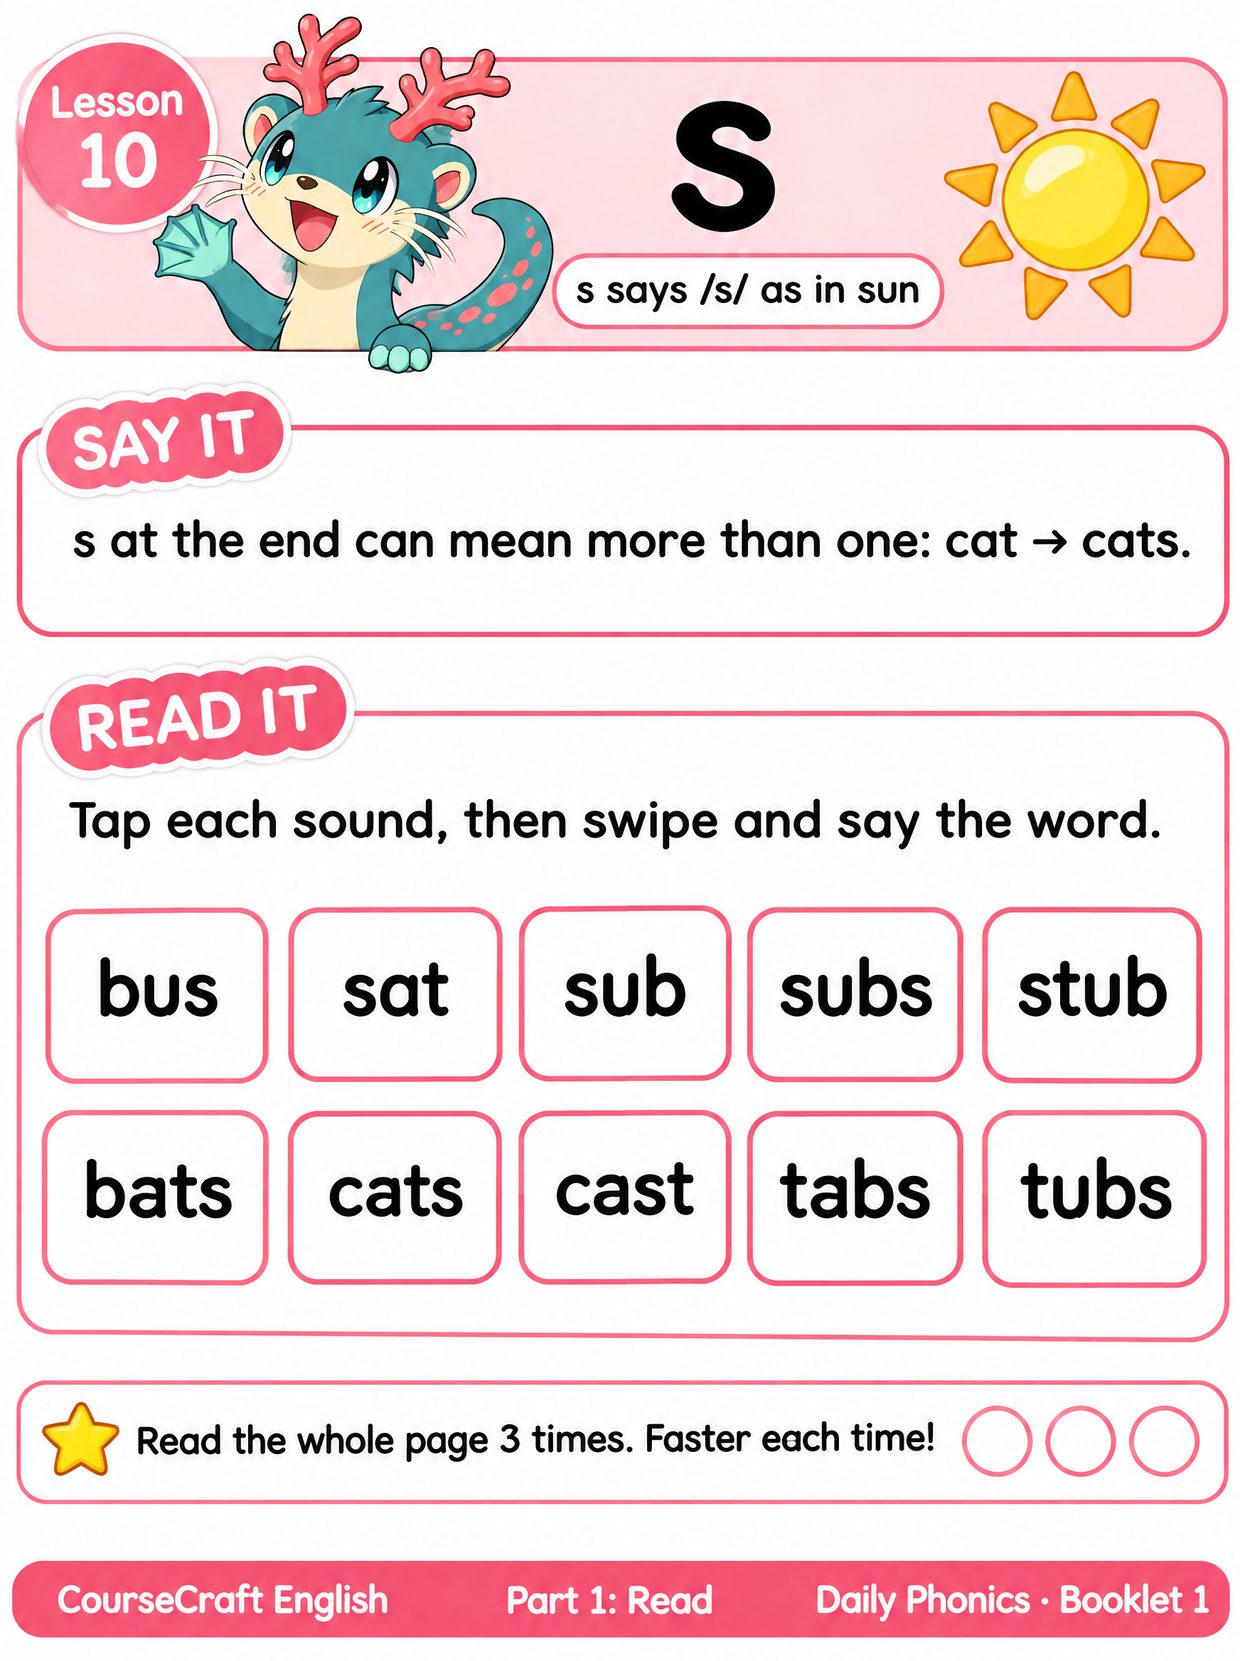 Lesson
10
s
s says /s/ as in sun
SAY IT
s at the end can mean more than one: cat → cats.
READ IT
Tap each sound, then swipe and say the word.
bus sat sub subs stub
bats cats cast tabs tubs
Read the whole page 3 times. Faster each time!
CourseCraft English Part 1: Read Daily Phonics · Booklet 1